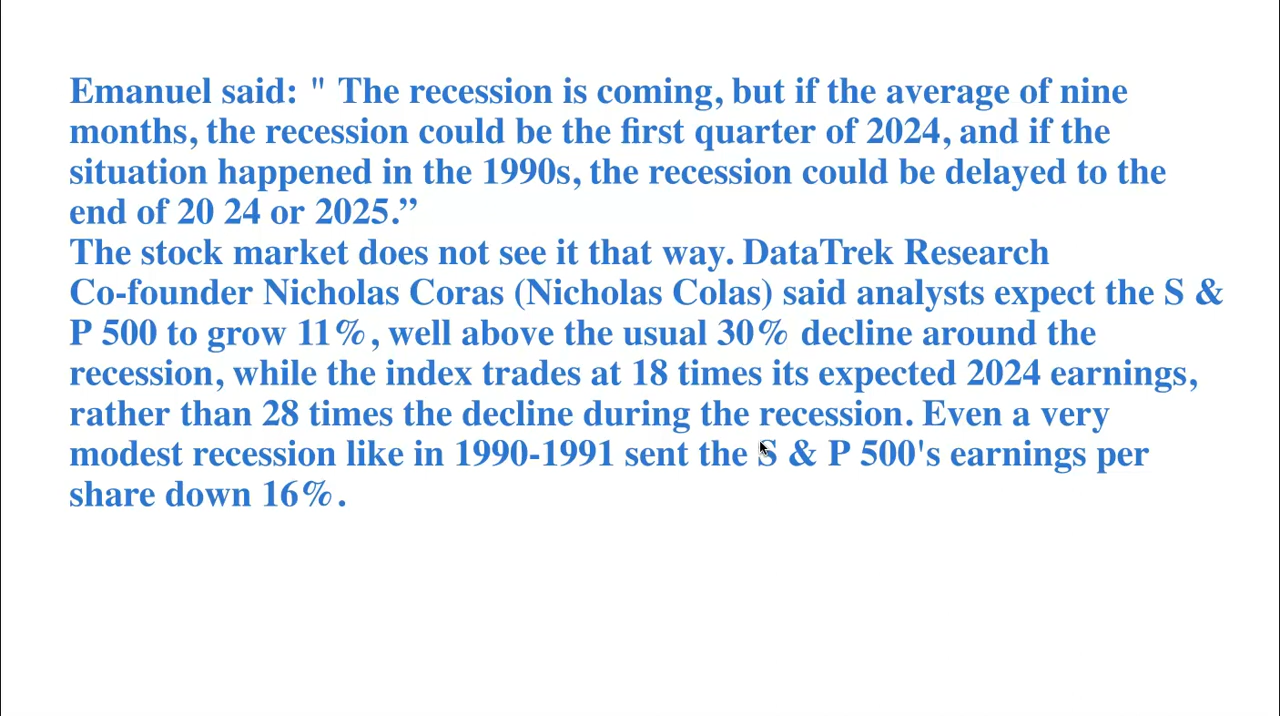 Emanuel said: " The recession is coming, but if the average of nine
months, the recession could be the first quarter of 2024, and if the
situation happened in the 1990s, the recession could be delayed to the
end of 20 24 or 2025.”
The stock market does not see it that way. DataTrek Research
Co-founder Nicholas Coras (Nicholas Colas) said analysts expect the S &
P 500 to grow 11%, well above the usual 30% decline around the
recession, while the index trades at 18 times its expected 2024 earnings,
rather than 28 times the decline during the recession. Even a very
modest recession like in 1990-1991 sent the S & P 500's earnings per
share down 16%.